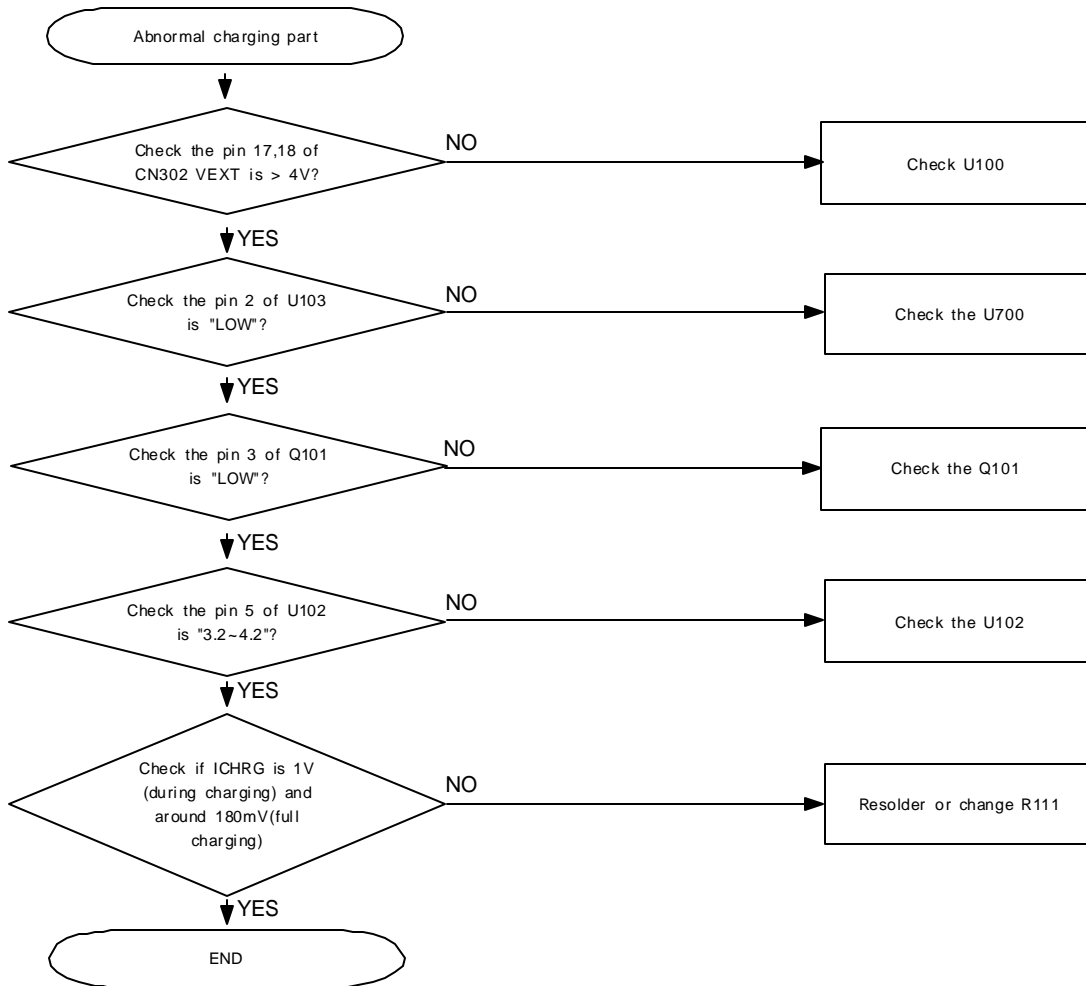 Abnormal charging part
Check the pin 17,18 of
CN302 VEXT is > 4V?
NO
Check U100
YES
Check the pin 2 of U103
is "LOW"?
NO
Check the U700
YES
Check the pin 3 of Q101
is "LOW"?
NO
Check the Q101
YES
Check the pin 5 of U102
is "3.2~4.2"?
NO
Check the U102
YES
Check if ICHRG is 1V
(during charging) and
around 180mV(full
charging)
NO
Resolder or change R111
YES
END